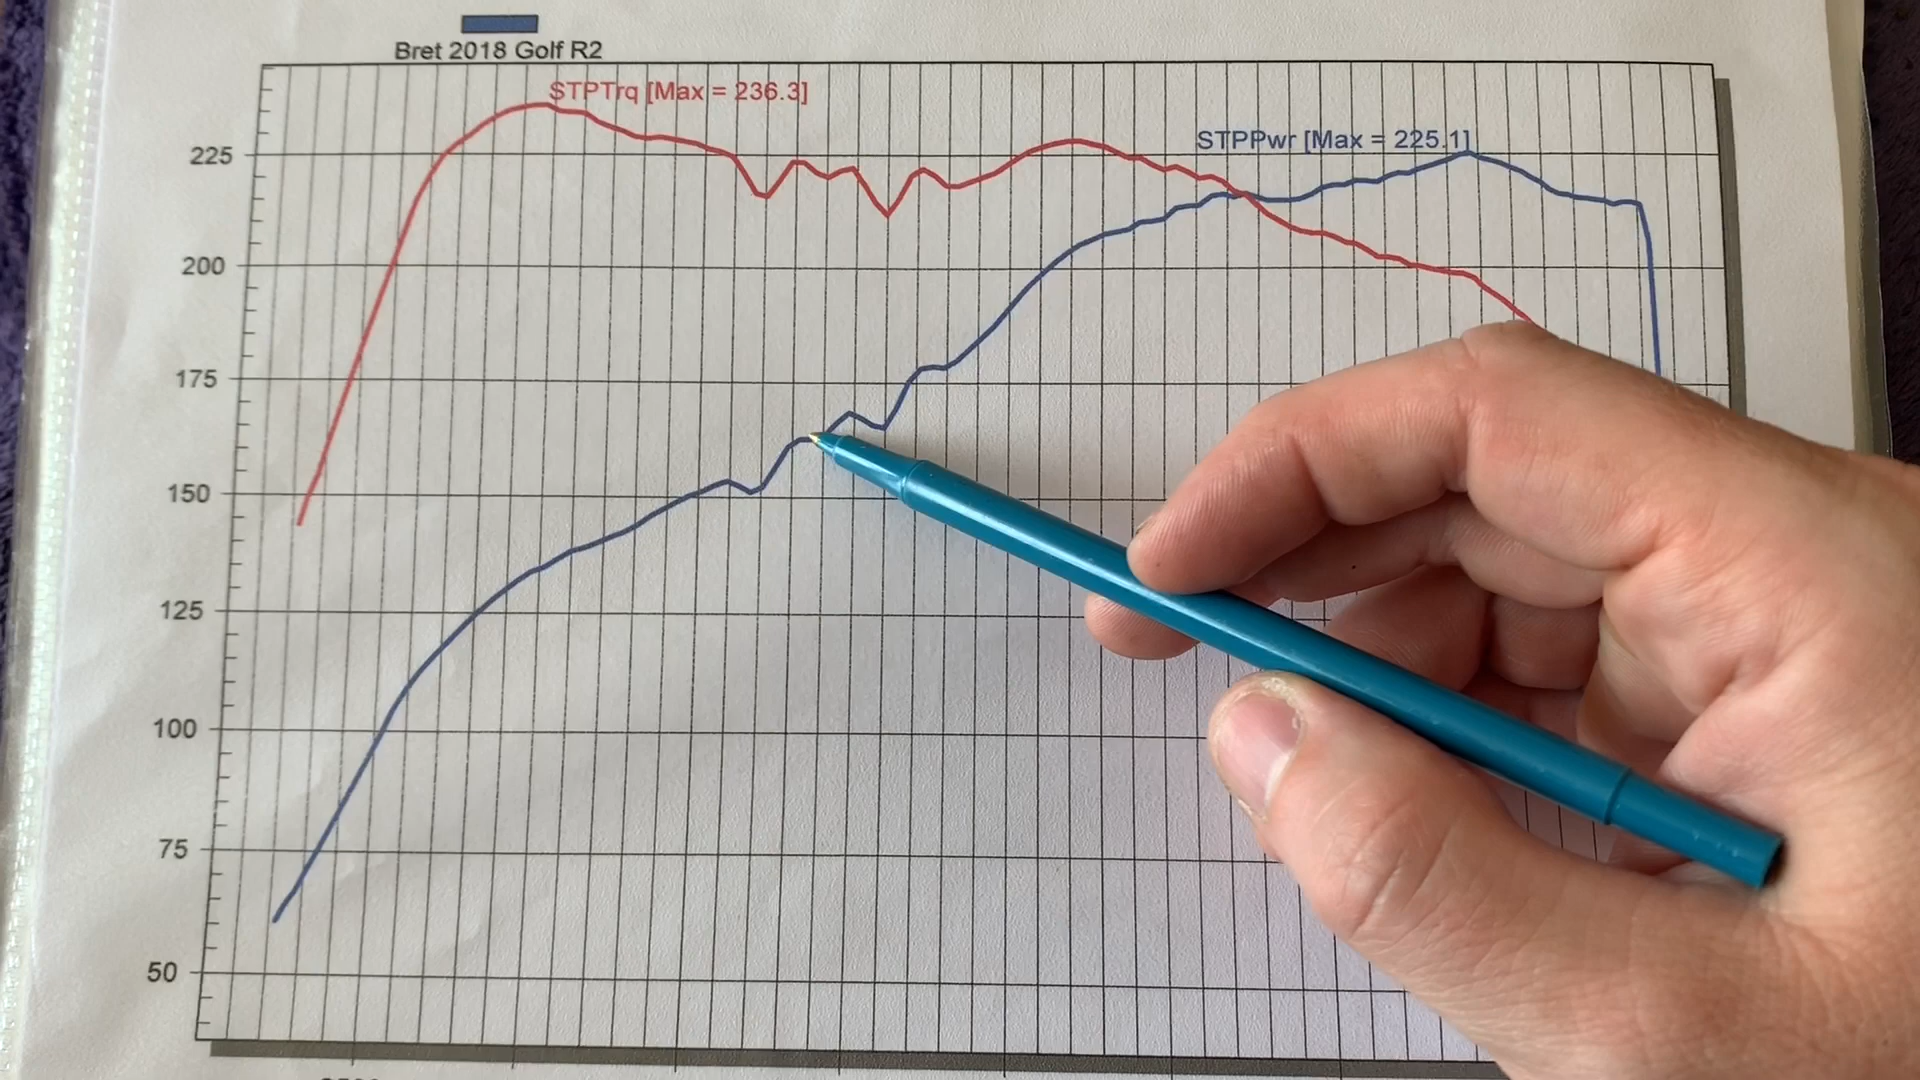 Bret 2018 Golf R2
STPTrq [Max = 236.3]
STPPwr [Max = 225.1]
225
200
175
150
125
100
75
50